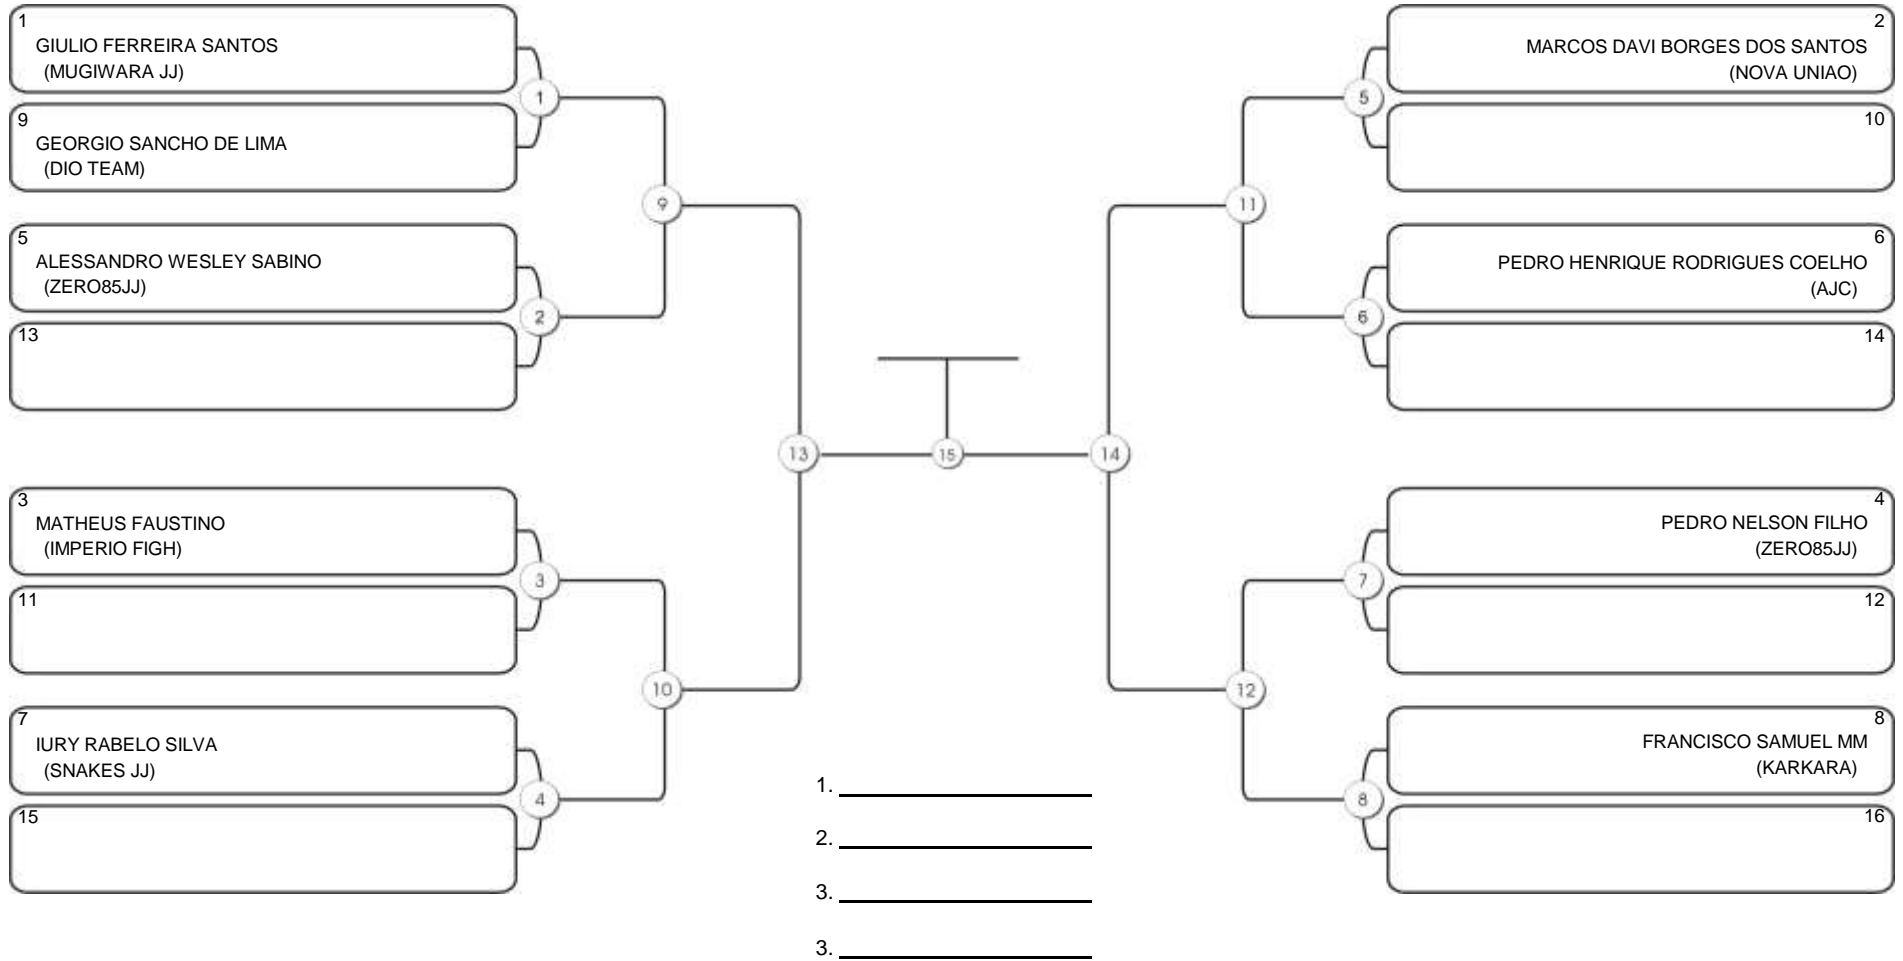 1
GIULIO FERREIRA SANTOS
(MUGIWARA JJ)
9
GEORGIO SANCHO DE LIMA
(DIO TEAM)
1
5
ALESSANDRO WESLEY SABINO
(ZERO85JJ)
13
2
9
3
MATHEUS FAUSTINO
(IMPERIO FIGH)
11
3
7
IURY RABELO SILVA
(SNAKES JJ)
15
4
10
13
15
14
2
MARCOS DAVI BORGES DOS SANTOS
(NOVA UNIAO)
10
5
6
PEDRO HENRIQUE RODRIGUES COELHO
(AJC)
14
6
11
4
PEDRO NELSON FILHO
(ZERO85JJ)
12
7
8
FRANCISCO SAMUEL MM
(KARKARA)
16
8
12
1.
2.
3.
3.